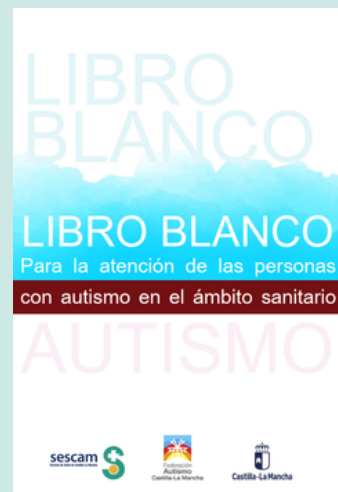 LIBRO
BLANCO
LIBRO BLANCO
Para la atención de las personas
con autismo en el ámbito sanitario
AUTISMO
sescam
Federación
Autismo
Castilla-La Mancha
Castilla-La Mancha